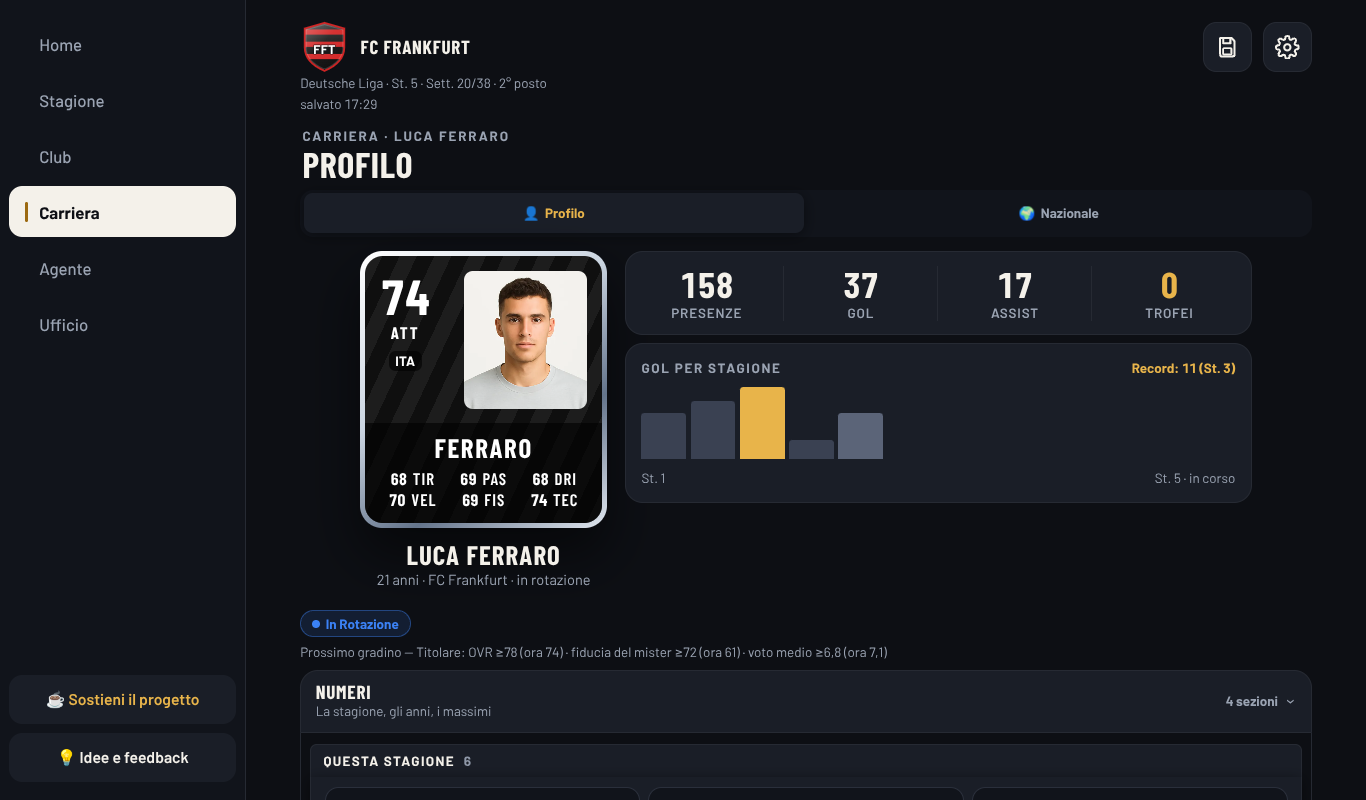 Home
Stagione
Club
Carriera
Agente
Ufficio
☕ Sostieni il progetto
💡 Idee e feedback
FFT
FC FRANKFURT
Deutsche Liga · St. 5 · Sett. 20/38 · 2° posto
salvato 17:29
CARRIERA · LUCA FERRARO
PROFILO
👤 Profilo
🌍 Nazionale
74
ATT
ITA
FERRARO
68 TIR 69 PAS 68 DRI
70 VEL 69 FIS 74 TEC
LUCA FERRARO
21 anni · FC Frankfurt · in rotazione
158 37 17 0
PRESENZE GOL ASSIST TROFEI
GOL PER STAGIONE Record: 11 (St. 3)
St. 1 St. 5 · in corso
In Rotazione
Prossimo gradino — Titolare: OVR ≥78 (ora 74) · fiducia del mister ≥72 (ora 61) · voto medio ≥6,8 (ora 7,1)
NUMERI
La stagione, gli anni, i massimi
4 sezioni
QUESTA STAGIONE 6